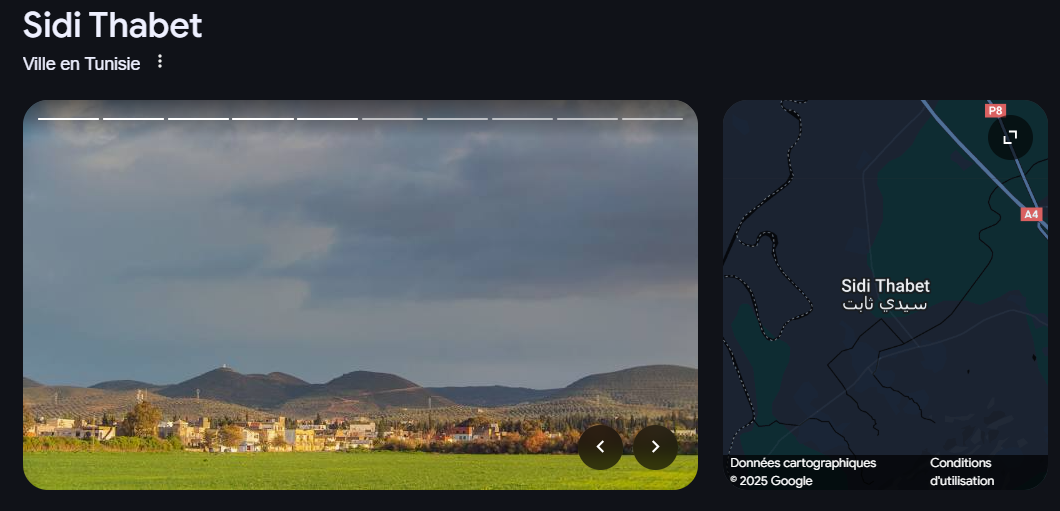 Sidi Thabet
Ville en Tunisie
P8
A4
Sidi Thabet
سيدي ثابت
Données cartographiques
© 2025 Google
Conditions
d'utilisation